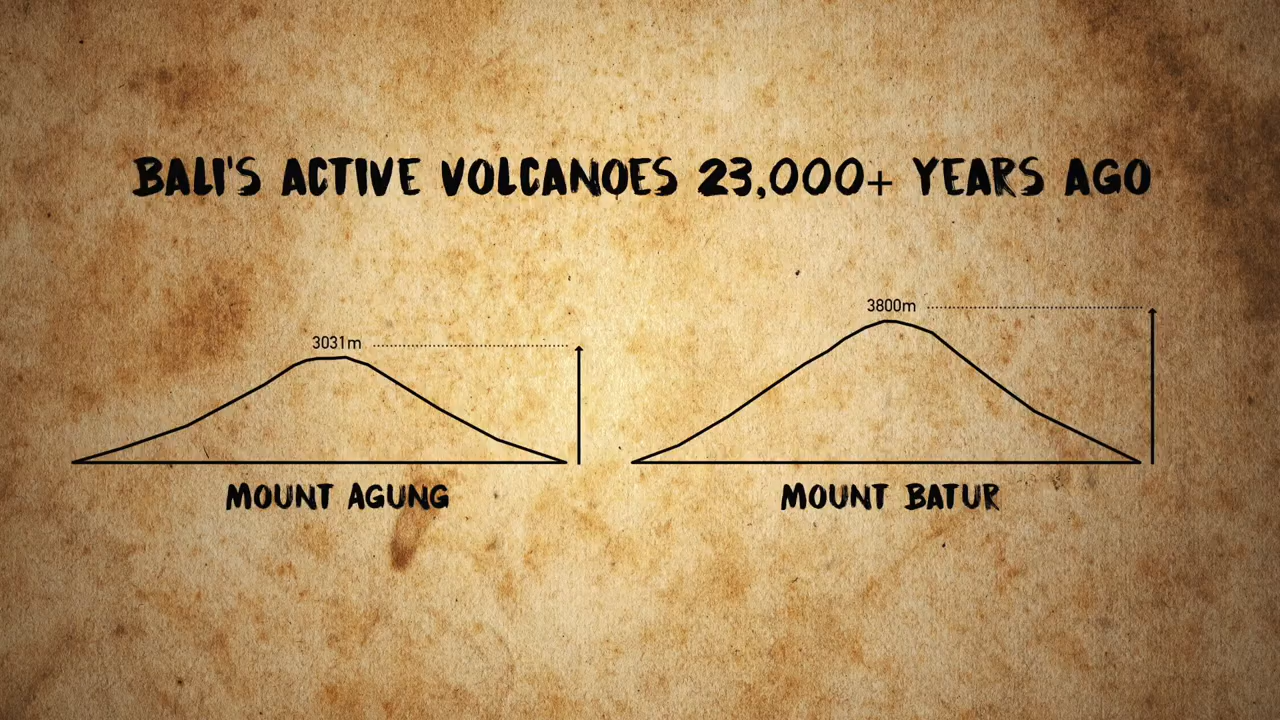 BALI'S ACTIVE VOLCANOES 23,000+ YEARS AGO
3031m
3800m
MOUNT AGUNG
MOUNT BATUR